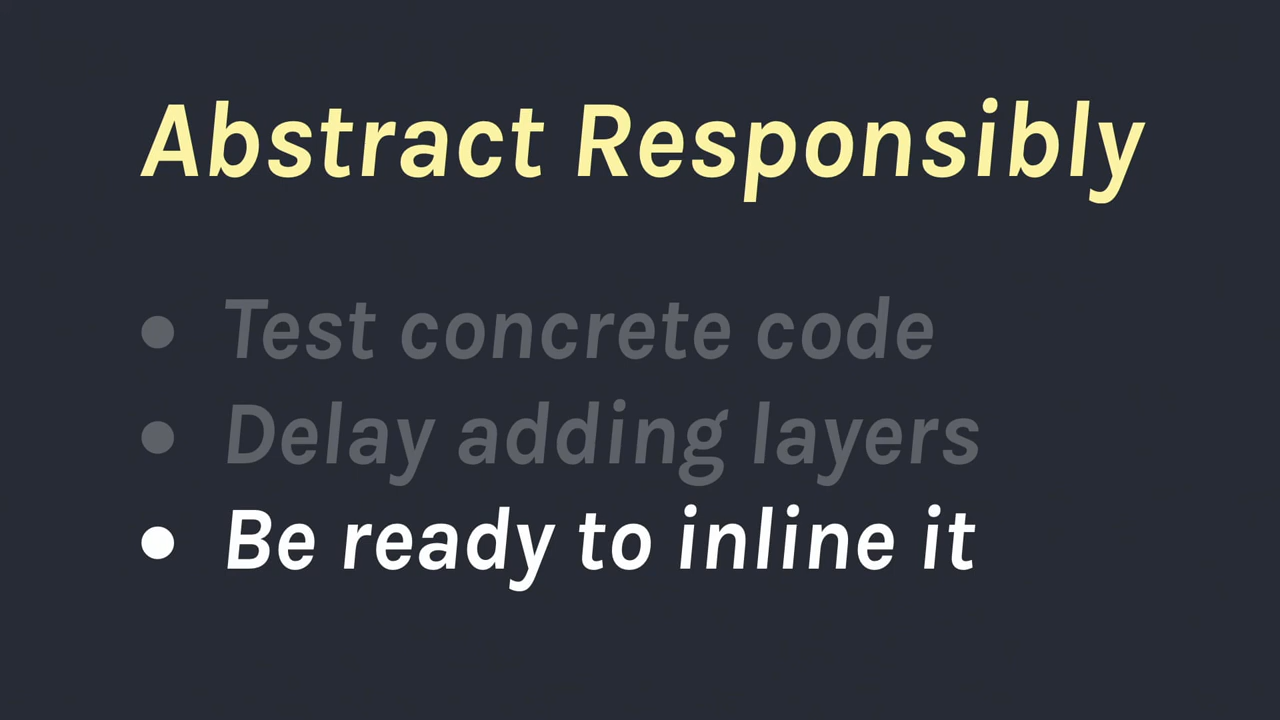 Abstract Responsibly
• Test concrete code
• Delay adding layers
• Be ready to inline it